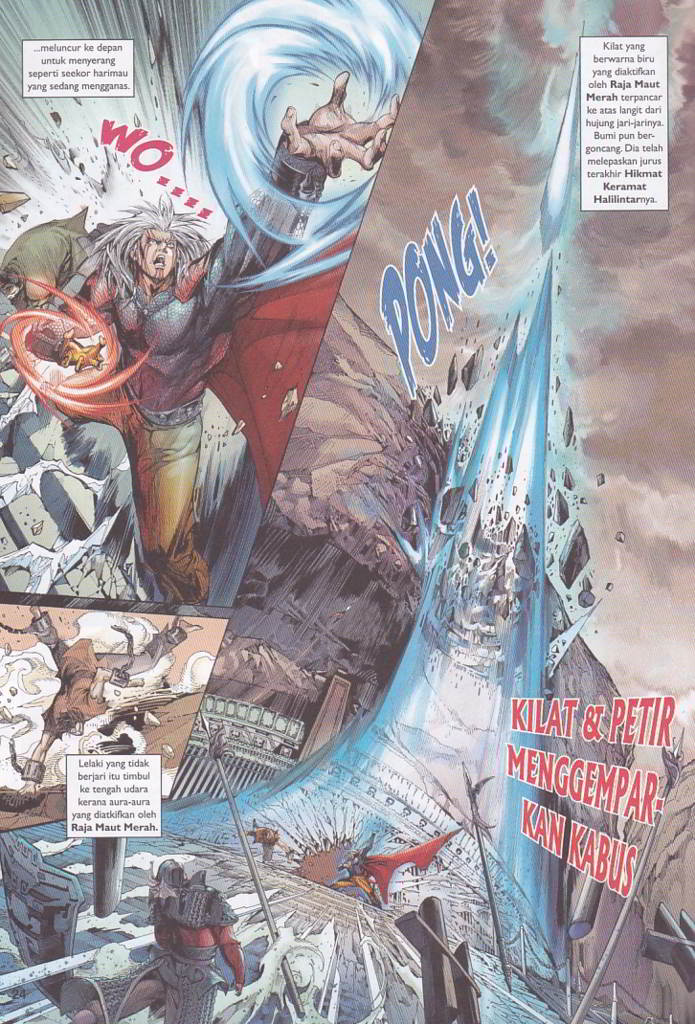 ...meluncur ke depan
untuk menyerang
seperti seekor harimau
yang sedang mengganas.
WO....
Kilat yang
berwarna biru
yang diaktifkan
oleh Raja Maut
Merah terpancar
ke atas langit dari
hujung jari-jarinya.
Bumi pun ber-
goncang. Dia telah
melepaskan jurus
terakhir Hikmat
Keramat
Halilintarnya.
PONG!
KILAT & PETIR
MENGGEMPAR-
KAN KABUS
Lelaki yang tidak
berjari itu timbul
ke tengah udara
kerana aura-aura
yang diatkifkan oleh
Raja Maut Merah.
24